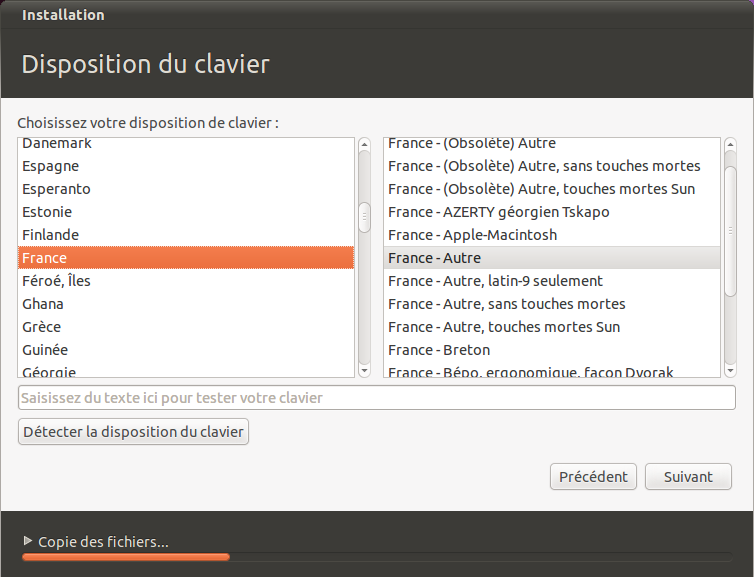 Installation
Disposition du clavier
Choisissez votre disposition de clavier :
Danemark
Espagne
Esperanto
Estonie
Finlande
France
Féroé, Îles
Ghana
Grèce
Guinée
Géorgie
France - (Obsolète) Autre
France - (Obsolète) Autre, sans touches mortes
France - (Obsolète) Autre, touches mortes Sun
France - AZERTY géorgien Tskapo
France - Apple-Macintosh
France - Autre
France - Autre, latin-9 seulement
France - Autre, sans touches mortes
France - Autre, touches mortes Sun
France - Breton
France - Bépo, ergonomique, façon Dvorak
Saisissez du texte ici pour tester votre clavier
Détecter la disposition du clavier
Précédent
Suivant
Copie des fichiers...